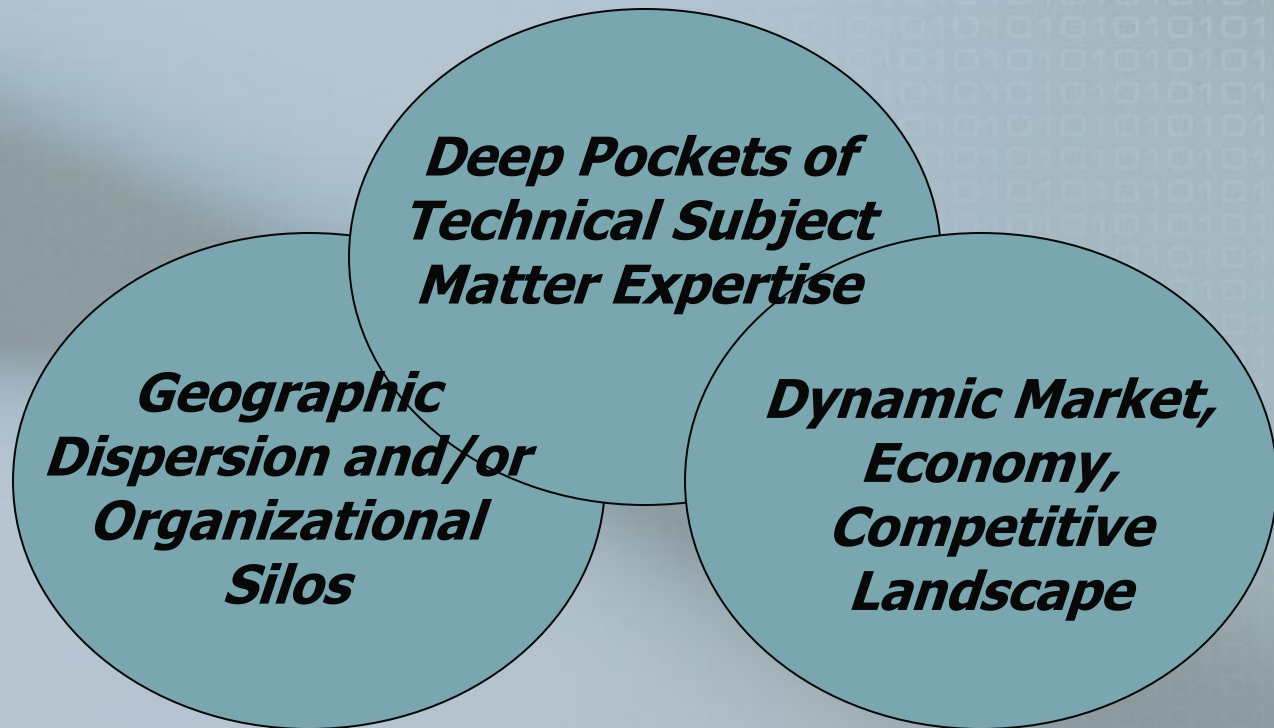 Deep Pockets of
Technical Subject
Matter Expertise
Geographic
Dispersion and/or
Organizational
Silos
Dynamic Market,
Economy,
Competitive
Landscape